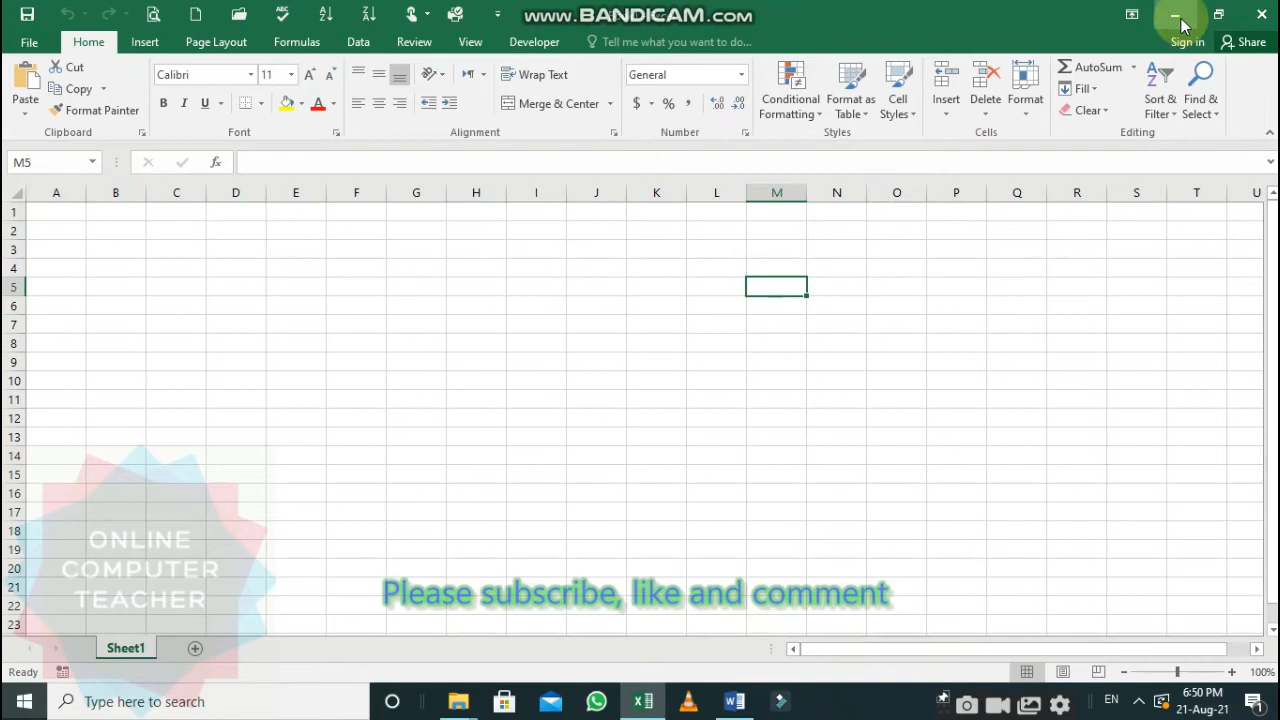 www.BANDICAM.com
File Home Insert Page Layout Formulas Data Review View Developer Tell me what you want to do... Sign in Share
Paste
Cut
Copy
Format Painter
Clipboard
Calibri 11
B I U
Font
Wrap Text
Merge & Center
Alignment
General
$ % ,
Number
Conditional Formatting
Format as Table
Cell Styles
Styles
Insert Delete Format
Cells
AutoSum
Fill
Clear
Sort & Filter
Find & Select
Editing
M5 fx
A B C D E F G H I J K L M N O P Q R S T U
1
2
3
4
5
6
7
8
9
10
11
12
13
14
15
16
17
18
19
20
21
22
23
ONLINE
COMPUTER
TEACHER
Please subscribe, like and comment
Sheet1
Ready 100%
Type here to search
EN 6:50 PM
21-Aug-21
1